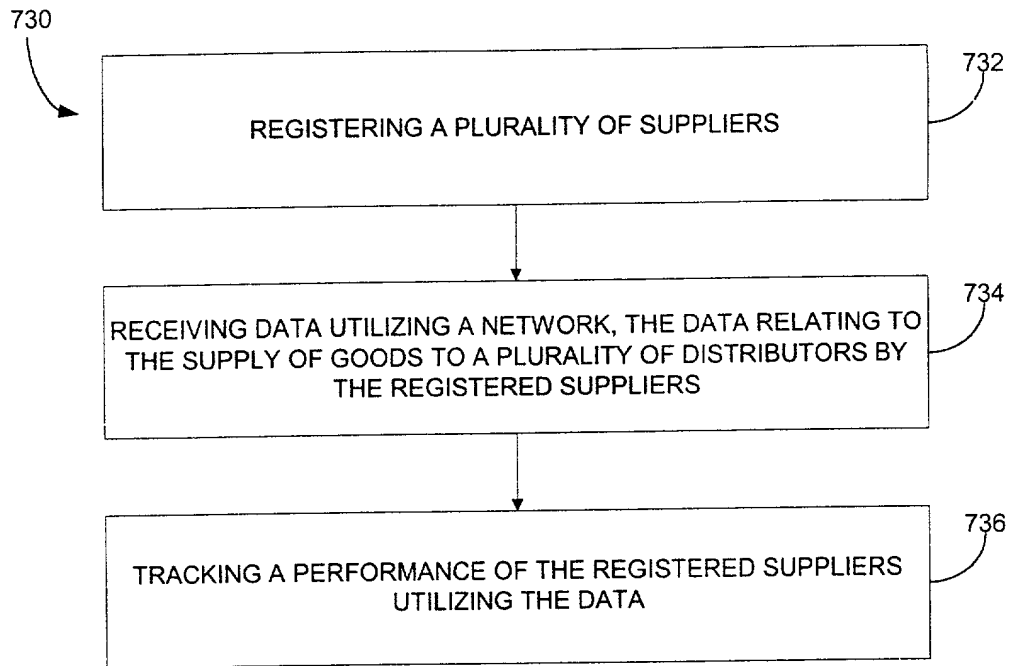 730
732
REGISTERING A PLURALITY OF SUPPLIERS
734
RECEIVING DATA UTILIZING A NETWORK, THE DATA RELATING TO
THE SUPPLY OF GOODS TO A PLURALITY OF DISTRIBUTORS BY
THE REGISTERED SUPPLIERS
736
TRACKING A PERFORMANCE OF THE REGISTERED SUPPLIERS
UTILIZING THE DATA